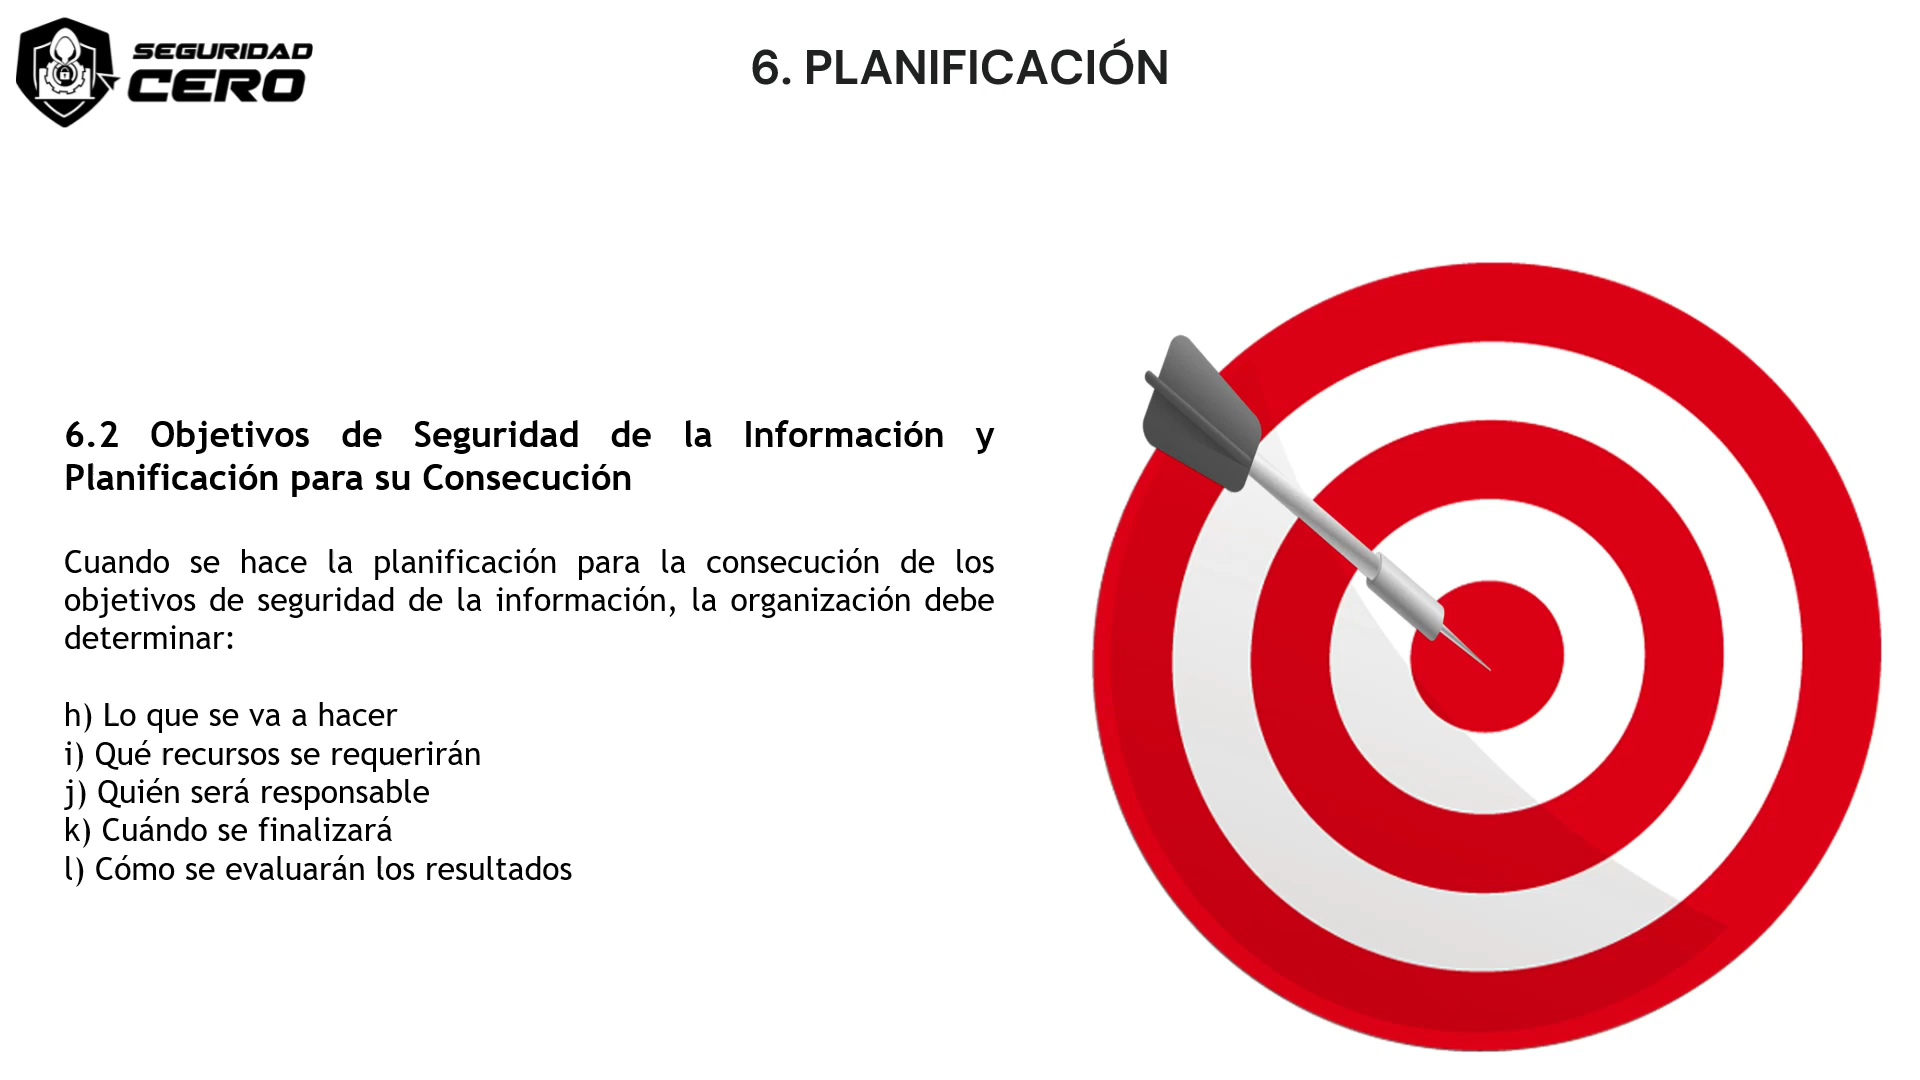 SEGURIDAD
CERO
6. PLANIFICACIÓN
6.2 Objetivos de Seguridad de la Información y
Planificación para su Consecución
Cuando se hace la planificación para la consecución de los
objetivos de seguridad de la información, la organización debe
determinar:
h) Lo que se va a hacer
i) Qué recursos se requerirán
j) Quién será responsable
k) Cuándo se finalizará
l) Cómo se evaluarán los resultados